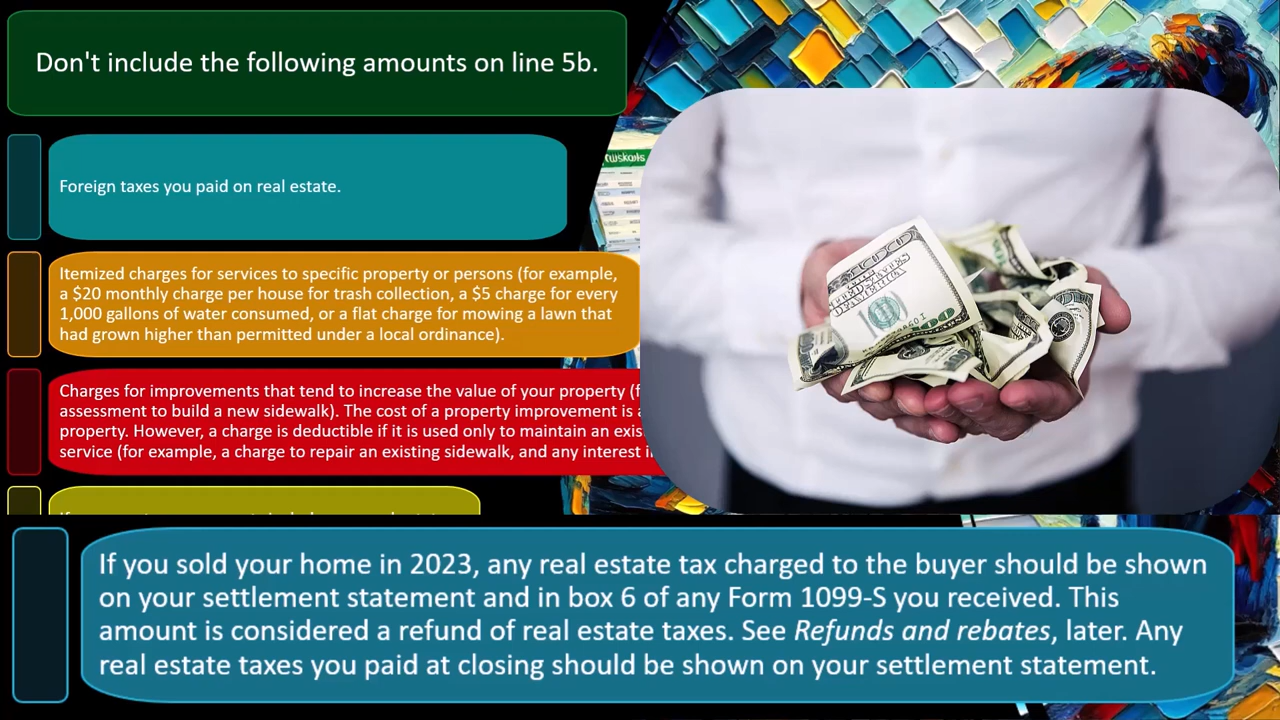 Don't include the following amounts on line 5b.
Foreign taxes you paid on real estate.
Itemized charges for services to specific property or persons (for example,
a $20 monthly charge per house for trash collection, a $5 charge for every
1,000 gallons of water consumed, or a flat charge for mowing a lawn that
had grown higher than permitted under a local ordinance).
Charges for improvements that tend to increase the value of your property
assessment to build a new sidewalk). The cost of a property improvement is
property. However, a charge is deductible if it is used only to maintain an
service (for example, a charge to repair an existing sidewalk, and any interest
If you sold your home in 2023, any real estate tax charged to the buyer should be shown
on your settlement statement and in box 6 of any Form 1099-S you received. This
amount is considered a refund of real estate taxes. See Refunds and rebates, later. Any
real estate taxes you paid at closing should be shown on your settlement statement.